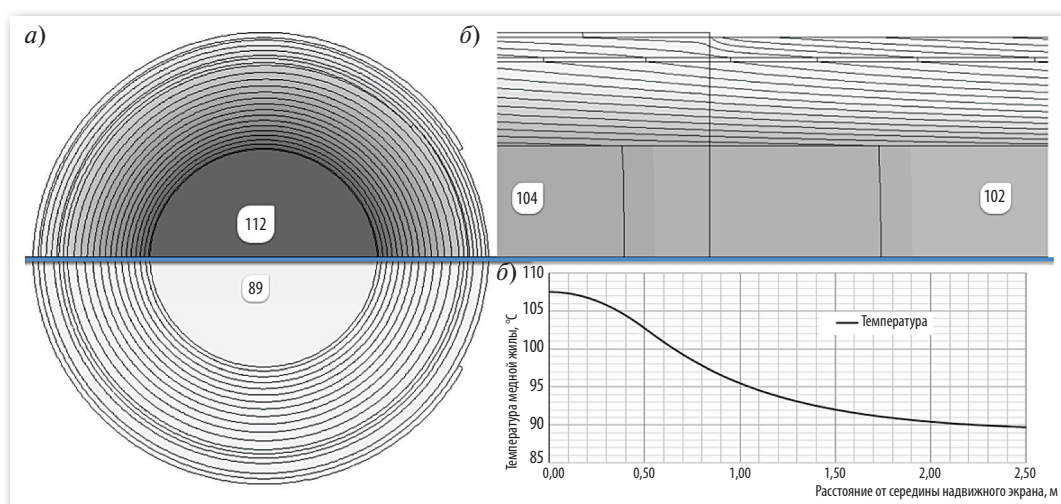 а)
б)
112
89
104
102
б)
Температура медной жилы, °С
110
105
100
95
90
85
Температура
0,00 0,50 1,00 1,50 2,00 2,50
Расстояние от середины надвижного экрана, м